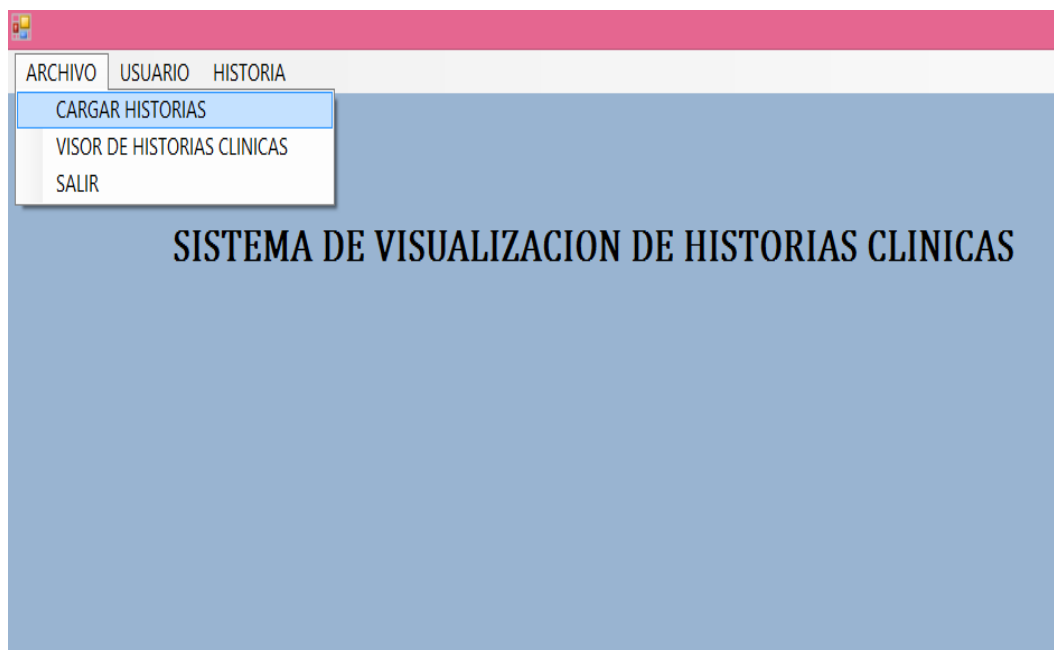 ARCHIVO USUARIO HISTORIA
CARGAR HISTORIAS
VISOR DE HISTORIAS CLINICAS
SALIR
SISTEMA DE VISUALIZACION DE HISTORIAS CLINICAS